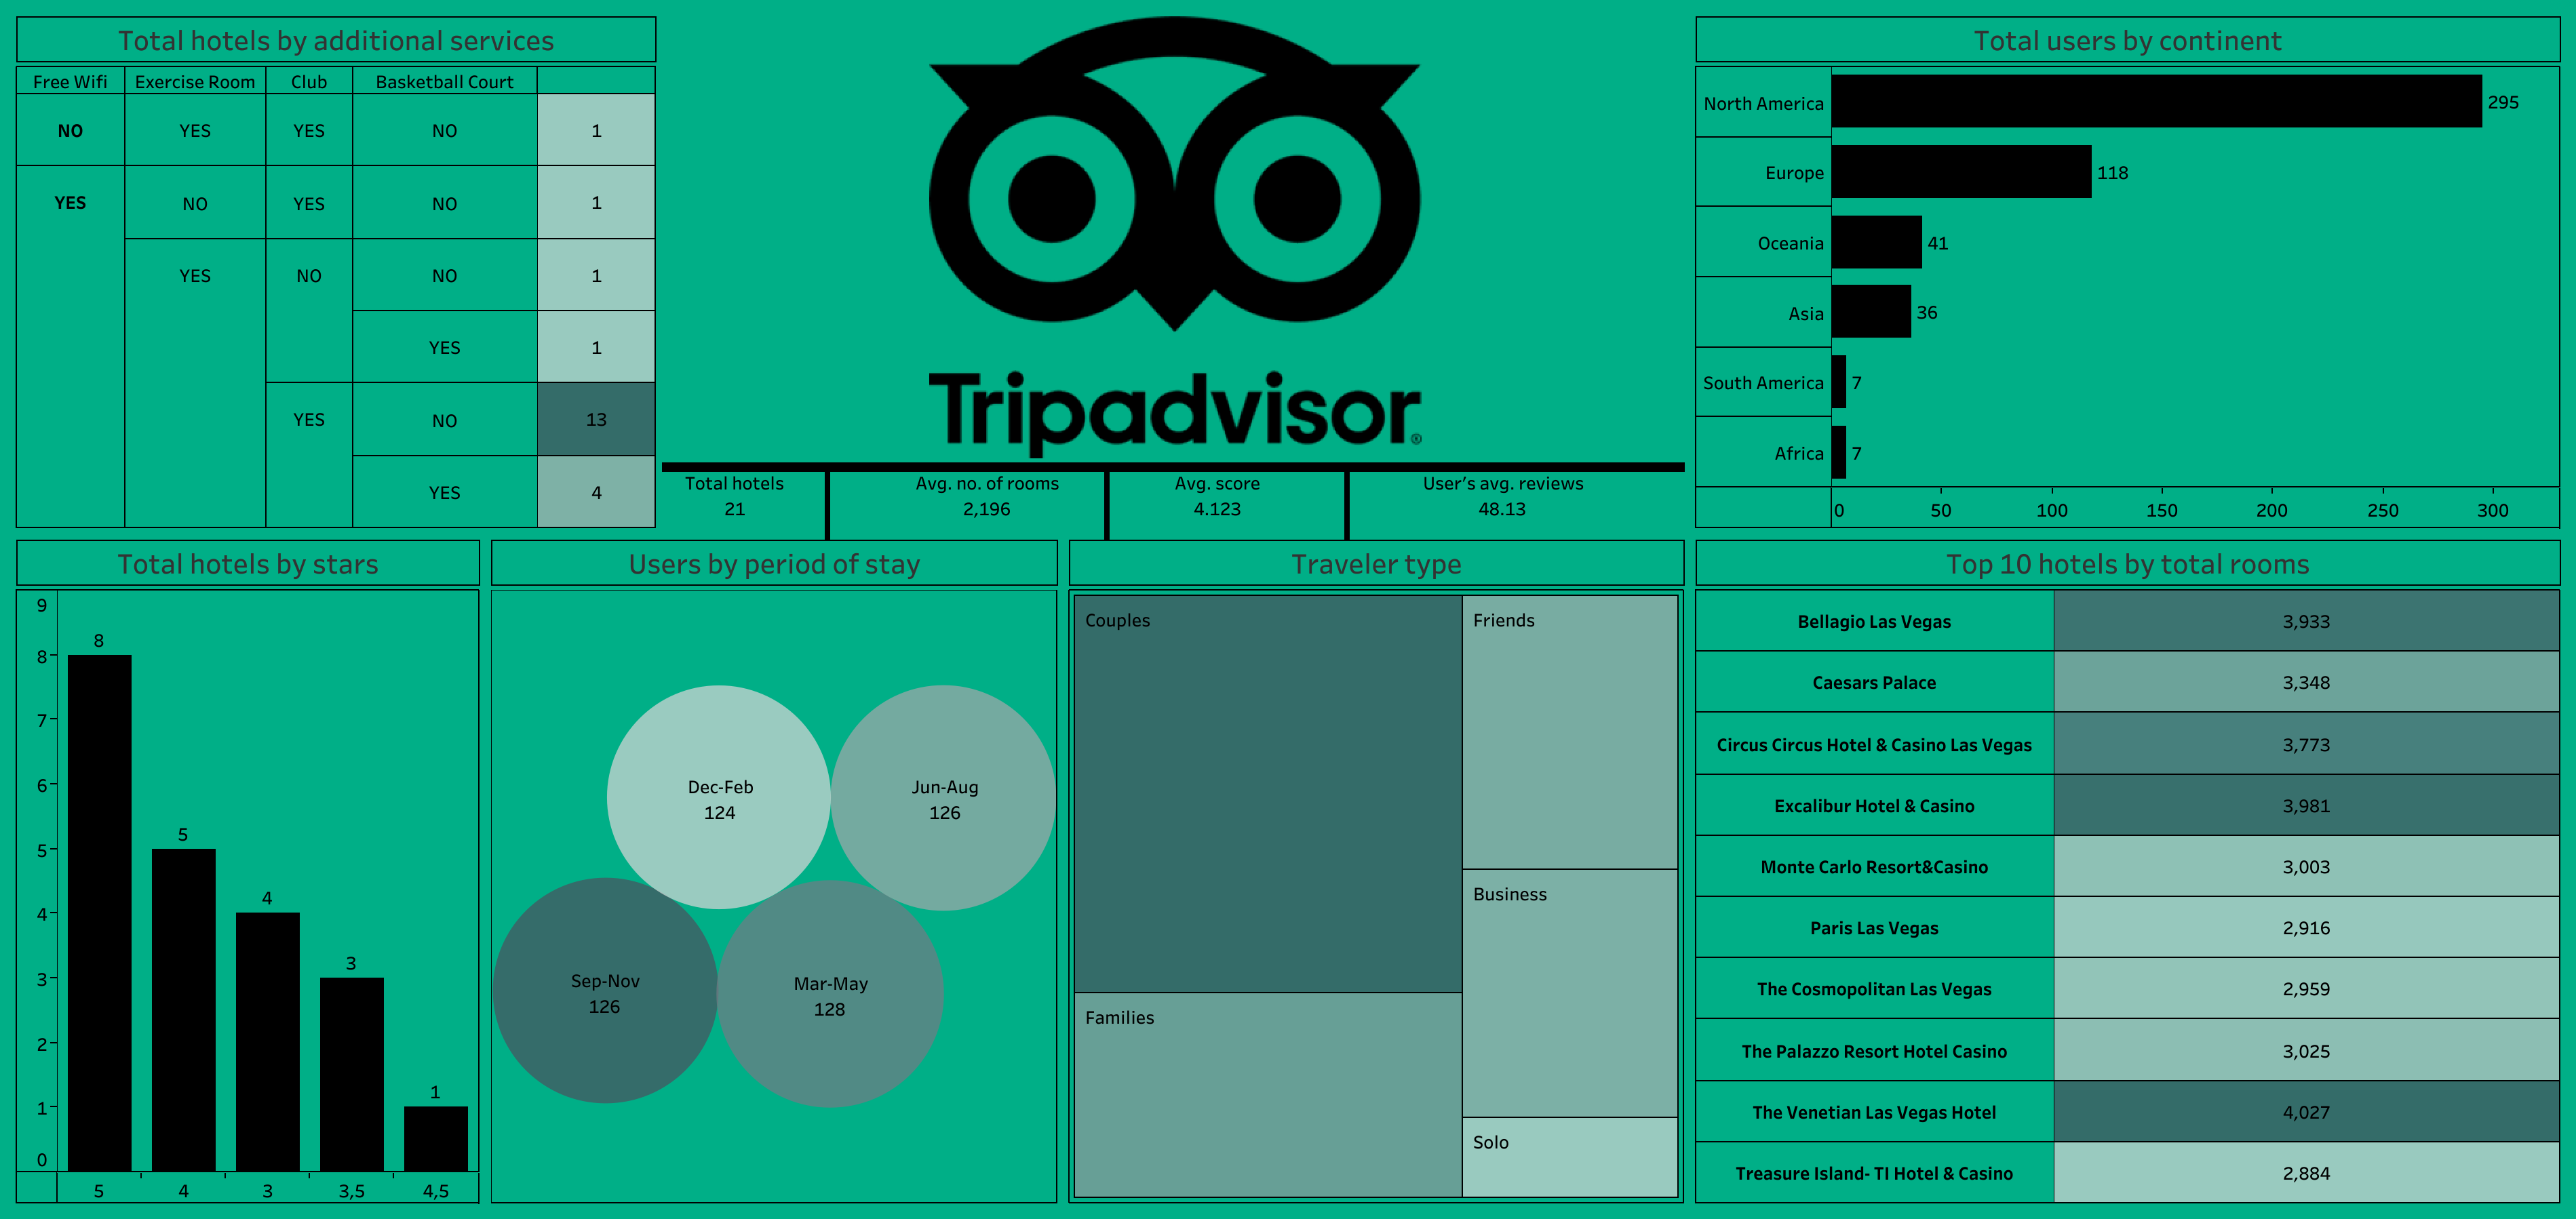 Total hotels by additional services
Free Wifi Exercise Room Club Basketball Court
NO YES YES NO 1
YES NO YES NO 1
YES NO NO 1
YES 1
YES NO 13
YES 4
Tripadvisor®
Total hotels
21
Avg. no. of rooms
2,196
Avg. score
4.123
User's avg. reviews
48.13
Total users by continent
North America 295
Europe 118
Oceania 41
Asia 36
South America 7
Africa 7
0 50 100 150 200 250 300
Total hotels by stars
9
8
7
6
5
4
3
2
1
0
8
5
4
3
1
5 4 3 3,5 4,5
Users by period of stay
Dec-Feb
124
Jun-Aug
126
Sep-Nov
126
Mar-May
128
Traveler type
Couples
Families
Friends
Business
Solo
Top 10 hotels by total rooms
Bellagio Las Vegas 3,933
Caesars Palace 3,348
Circus Circus Hotel & Casino Las Vegas 3,773
Excalibur Hotel & Casino 3,981
Monte Carlo Resort&Casino 3,003
Paris Las Vegas 2,916
The Cosmopolitan Las Vegas 2,959
The Palazzo Resort Hotel Casino 3,025
The Venetian Las Vegas Hotel 4,027
Treasure Island- TI Hotel & Casino 2,884